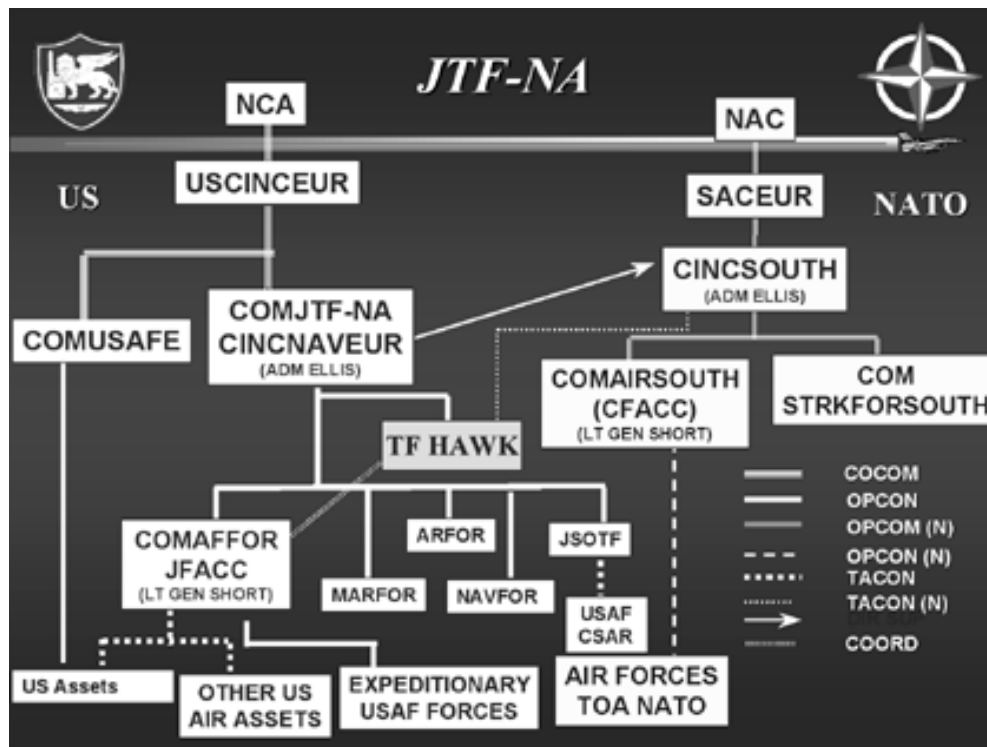 JTF-NA
NCA
NAC
US
USCINCEUR
SACEUR
NATO
CINCSOUTH
(ADM ELLIS)
COMUSAFE
COMJTF-NA
CINCNAVEUR
(ADM ELLIS)
COMAIRSOUTH
(CFACC)
(LT GEN SHORT)
COM
STRKFORSOUTH
TF HAWK
COMAFFOR
JFACC
(LT GEN SHORT)
ARFOR
JSOTF
MARFOR
NAVFOR
USAF
CSAR
US Assets
OTHER US
AIR ASSETS
EXPEDITIONARY
USAF FORCES
AIR FORCES
TOA NATO
COCOM
OPCON
OPCOM (N)
OPCON (N)
TACON
TACON (N)
DIR SUP
COORD